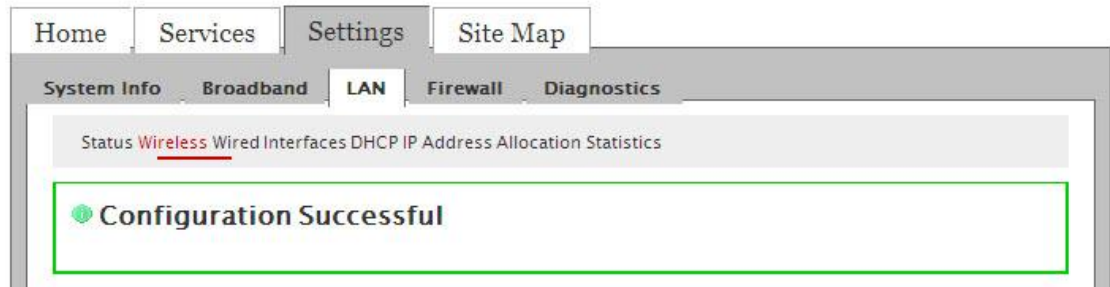 Home Services Settings Site Map
System Info Broadband LAN Firewall Diagnostics
Status Wireless Wired Interfaces DHCP IP Address Allocation Statistics
Configuration Successful